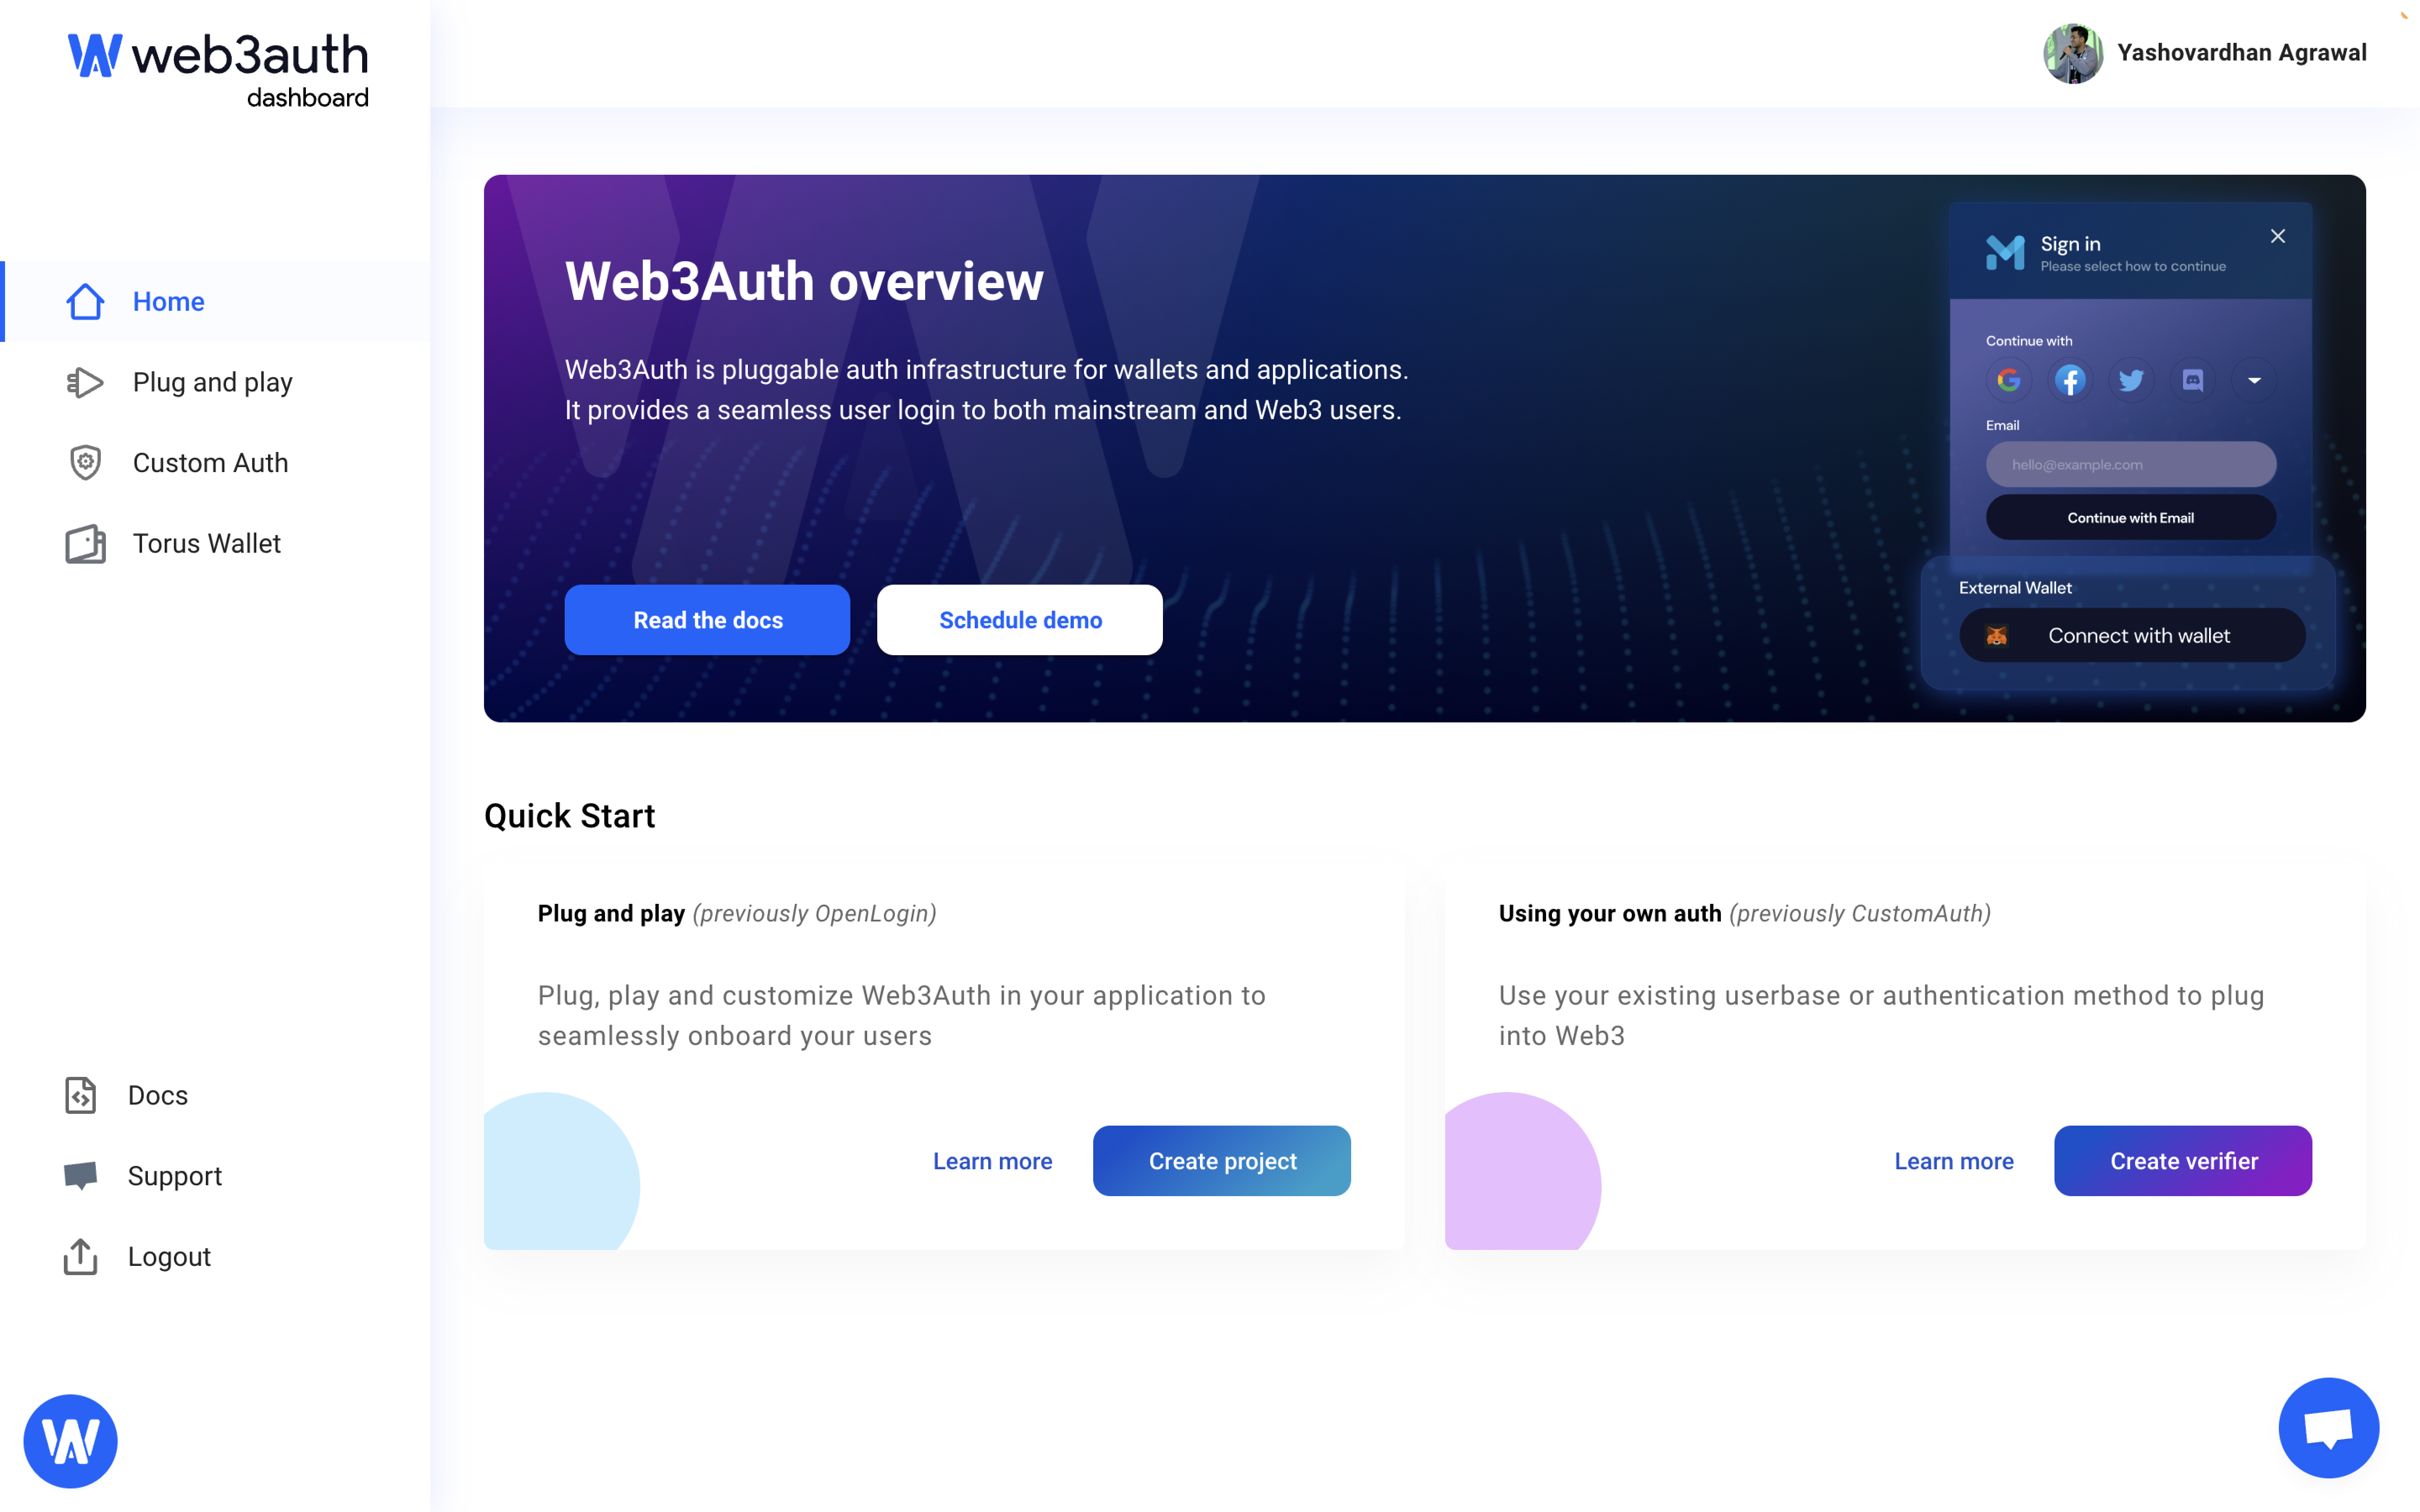 web3auth
dashboard
Yashovardhan Agrawal
Home
Plug and play
Custom Auth
Torus Wallet
Docs
Support
Logout
Web3Auth overview
Web3Auth is pluggable auth infrastructure for wallets and applications.
It provides a seamless user login to both mainstream and Web3 users.
Read the docs
Schedule demo
Sign in
Please select how to continue
Continue with
Email
hello@example.com
Continue with Email
External Wallet
Connect with wallet
Quick Start
Plug and play (previously OpenLogin)
Plug, play and customize Web3Auth in your application to
seamlessly onboard your users
Learn more
Create project
Using your own auth (previously CustomAuth)
Use your existing userbase or authentication method to plug
into Web3
Learn more
Create verifier